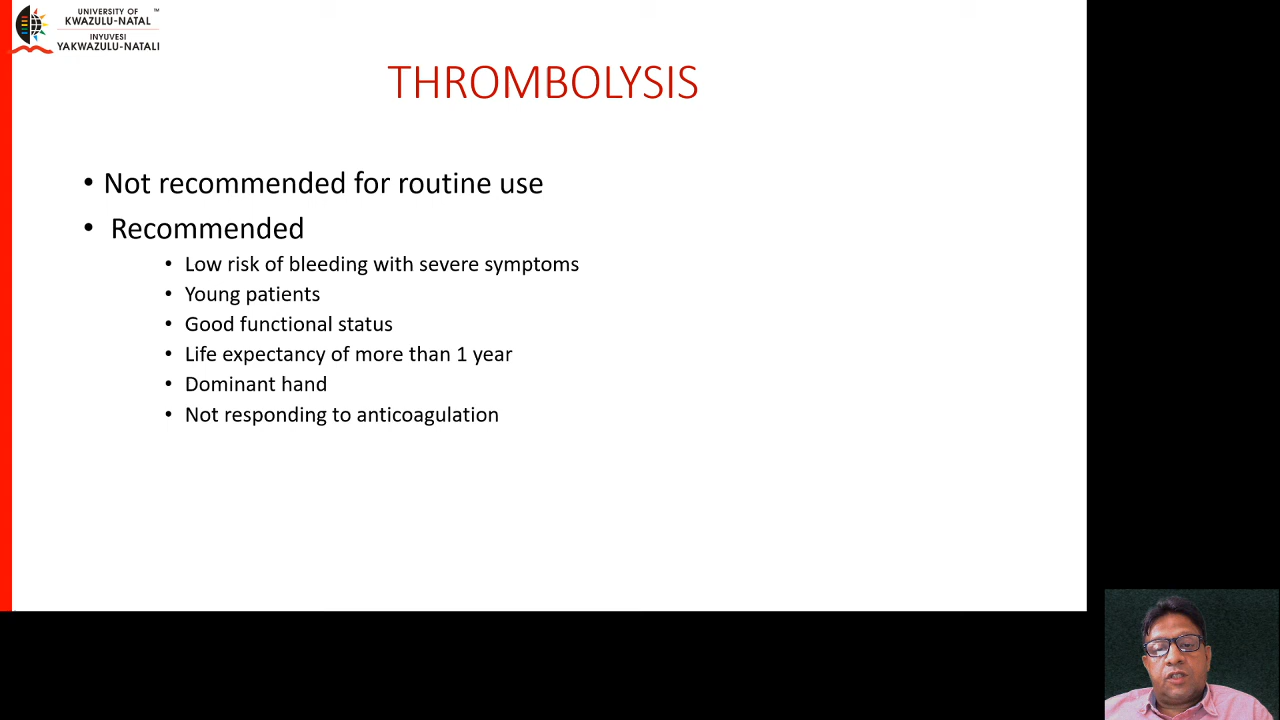 UNIVERSITY OF ™
KWAZULU-NATAL
INYUVESI
YAKWAZULU-NATALI
THROMBOLYSIS
• Not recommended for routine use
• Recommended
• Low risk of bleeding with severe symptoms
• Young patients
• Good functional status
• Life expectancy of more than 1 year
• Dominant hand
• Not responding to anticoagulation